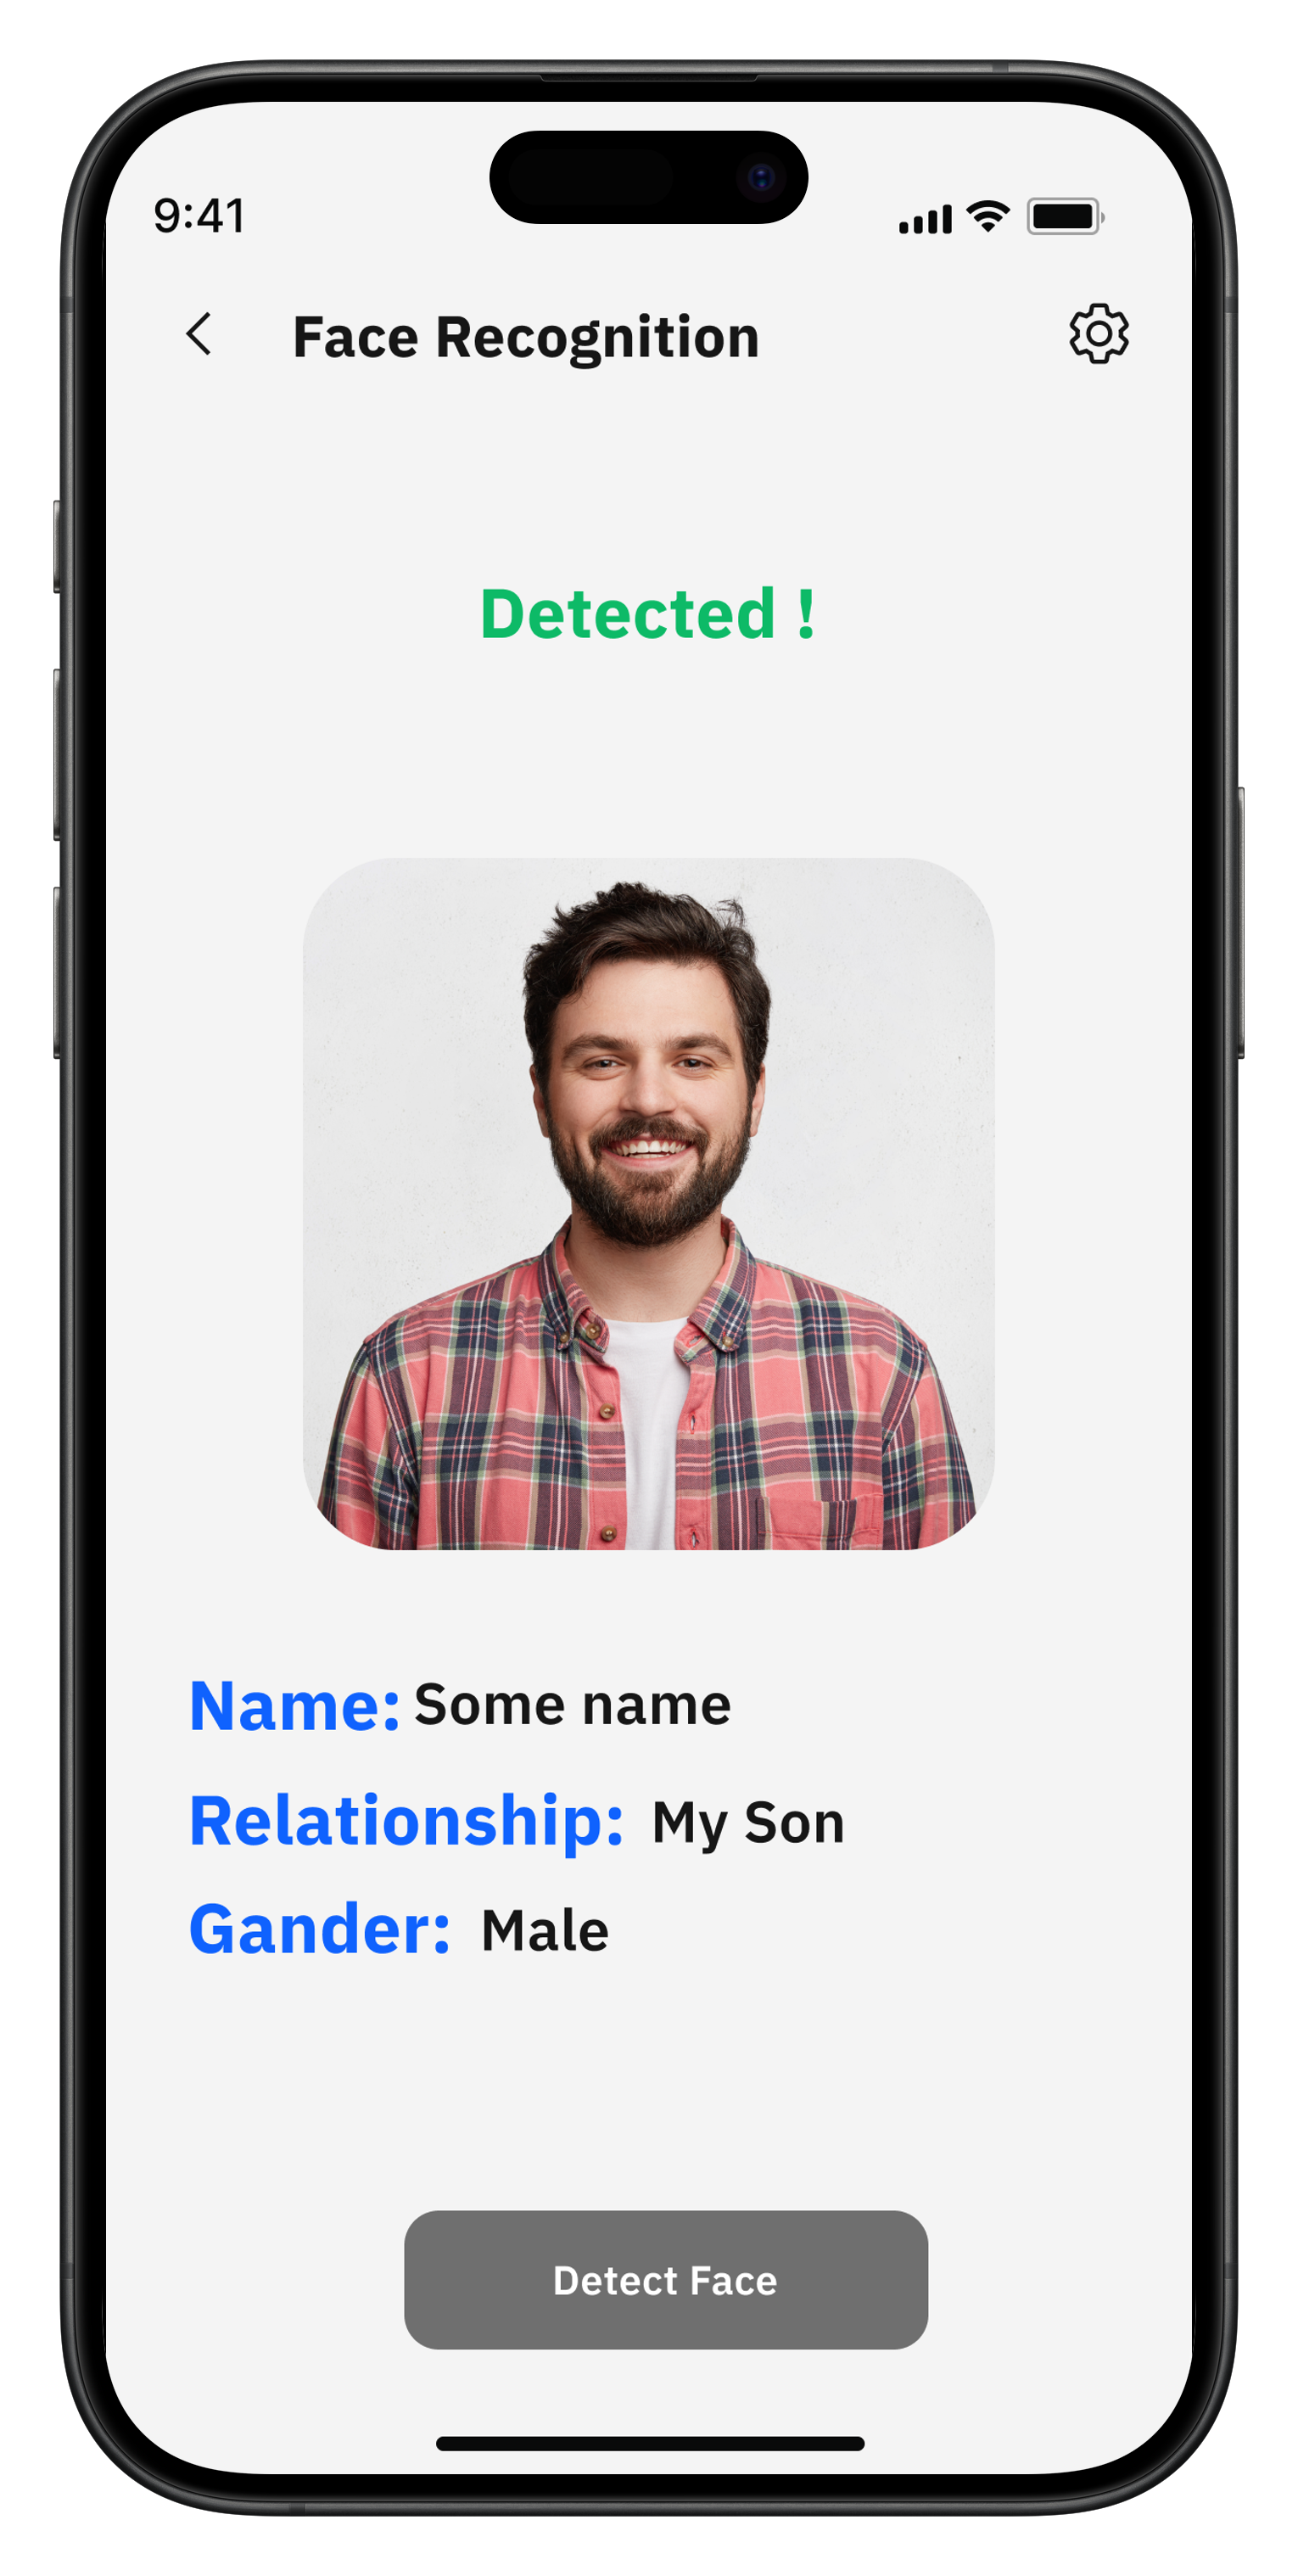 9:41
Face Recognition
Detected !
Name: Some name
Relationship: My Son
Gander: Male
Detect Face